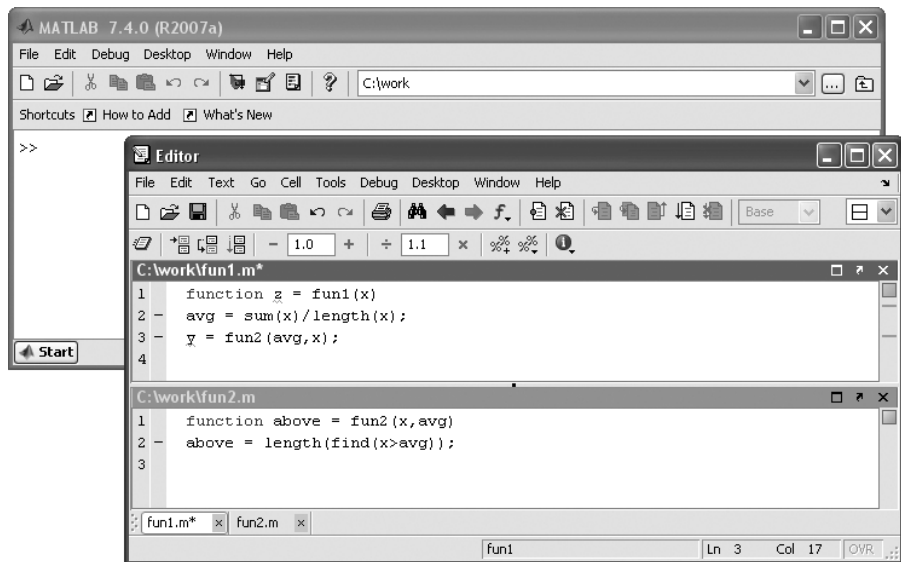 MATLAB 7.4.0 (R2007a)
File Edit Debug Desktop Window Help
C:\work
Shortcuts How to Add What's New
>>
Start
Editor
File Edit Text Go Cell Tools Debug Desktop Window Help
Base
- 1.0 + ÷ 1.1 ×
C:\work\fun1.m*
1 function z = fun1(x)
2 - avg = sum(x)/length(x);
3 - y = fun2(avg,x);
4
C:\work\fun2.m
1 function above = fun2(x,avg)
2 - above = length(find(x>avg));
3
fun1.m* × fun2.m ×
fun1 Ln 3 Col 17 OVR